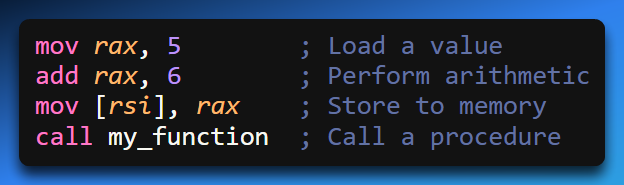 mov rax, 5        ; Load a value
add rax, 6        ; Perform arithmetic
mov [rsi], rax    ; Store to memory
call my_function  ; Call a procedure